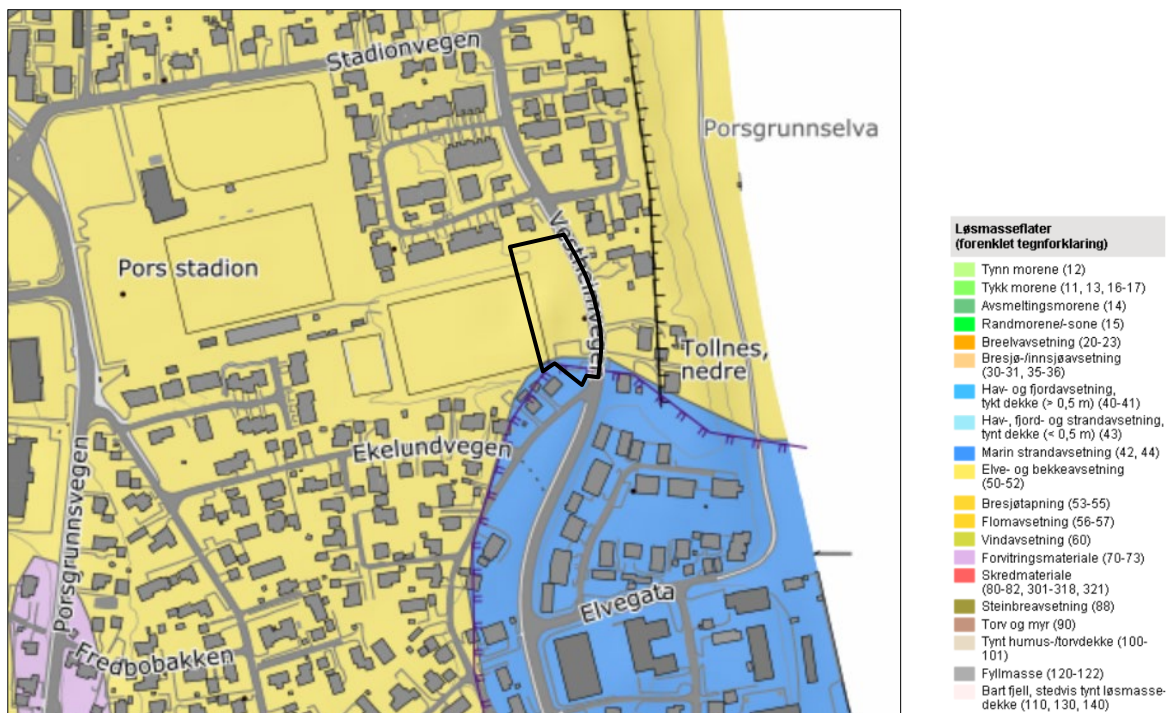 Stadionvegen
Porsgrunnselva
Vestheimvegen
Pors stadion
Tollnes,
nedre
Ekelundvegen
Porsgrunnsvegen
Elvegata
Fredbobakken
Løsmasseflater
(forenklet tegnforklaring)
Tynn morene (12)
Tykk morene (11, 13, 16-17)
Avsmeltingsmorene (14)
Randmorene/-sone (15)
Breelvavsetning (20-23)
Bresjø-/innsjøavsetning
(30-31, 35-36)
Hav- og fjordavsetning,
tykt dekke (> 0,5 m) (40-41)
Hav-, fjord- og strandavsetning,
tynt dekke (< 0,5 m) (43)
Marin strandavsetning (42, 44)
Elve- og bekkeavsetning
(50-52)
Bresjøtapning (53-55)
Flomavsetning (56-57)
Vindavsetning (60)
Forvitringsmateriale (70-73)
Skredmateriale
(80-82, 301-318, 321)
Steinbreavsetning (88)
Torv og myr (90)
Tynt humus-/torvdekke (100-
101)
Fyllmasse (120-122)
Bart fjell, stedvis tynt løsmasse-
dekke (110, 130, 140)